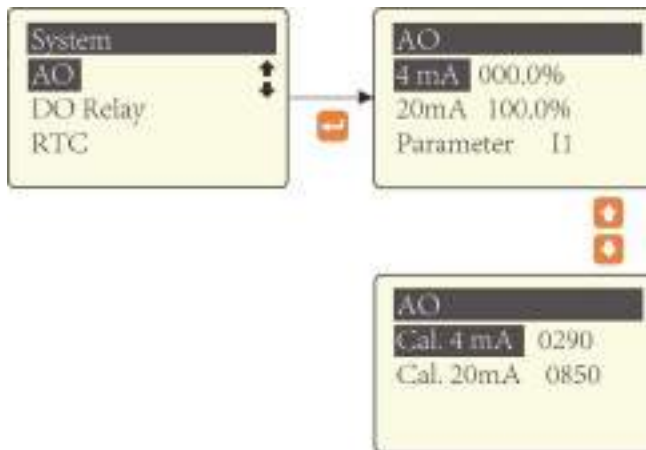 System
AO
DO Relay
RTC
AO
4 mA 000.0%
20mA 100.0%
Parameter I1
AO
Cal. 4 mA 0290
Cal. 20mA 0850